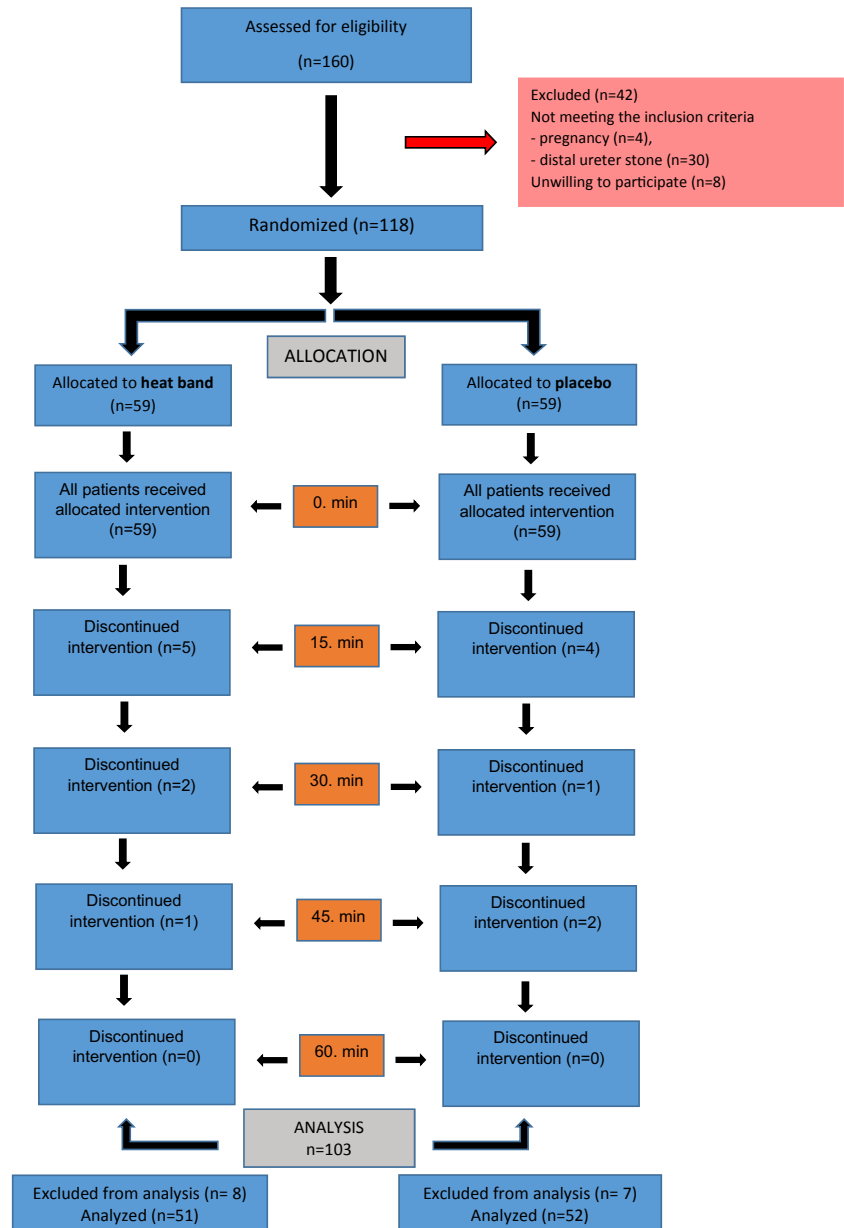 Assessed for eligibility
(n=160)
Excluded (n=42)
Not meeting the inclusion criteria
- pregnancy (n=4),
- distal ureter stone (n=30)
Unwilling to participate (n=8)
Randomized (n=118)
ALLOCATION
Allocated to heat band
(n=59)
Allocated to placebo
(n=59)
All patients received
allocated intervention
(n=59)
0. min
All patients received
allocated intervention
(n=59)
Discontinued
intervention (n=5)
15. min
Discontinued
intervention (n=4)
Discontinued
intervention (n=2)
30. min
Discontinued
intervention (n=1)
Discontinued
intervention (n=1)
45. min
Discontinued
intervention (n=2)
Discontinued
intervention (n=0)
60. min
Discontinued
intervention (n=0)
ANALYSIS
n=103
Excluded from analysis (n= 8)
Analyzed (n=51)
Excluded from analysis (n= 7)
Analyzed (n=52)